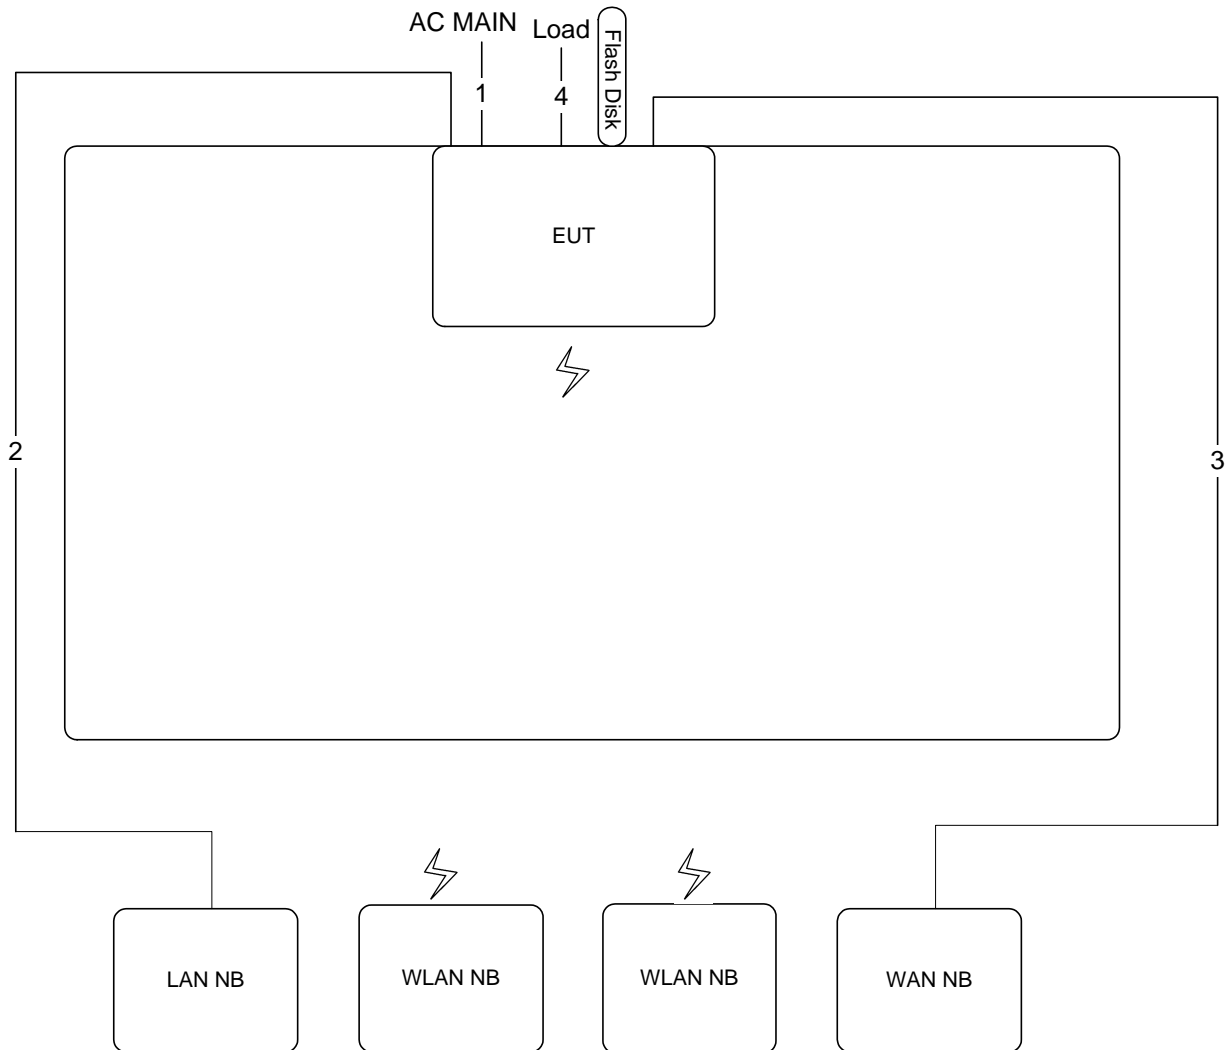 AC MAIN
Load
Flash Disk
1
4
EUT
2
3
LAN NB
WLAN NB
WLAN NB
WAN NB